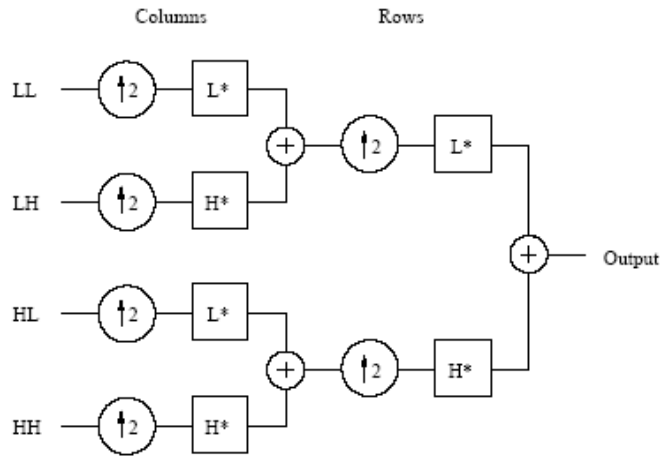 Columns Rows
LL ↑2 L*
+ ↑2 L*
LH ↑2 H*
+ Output
HL ↑2 L*
+ ↑2 H*
HH ↑2 H*